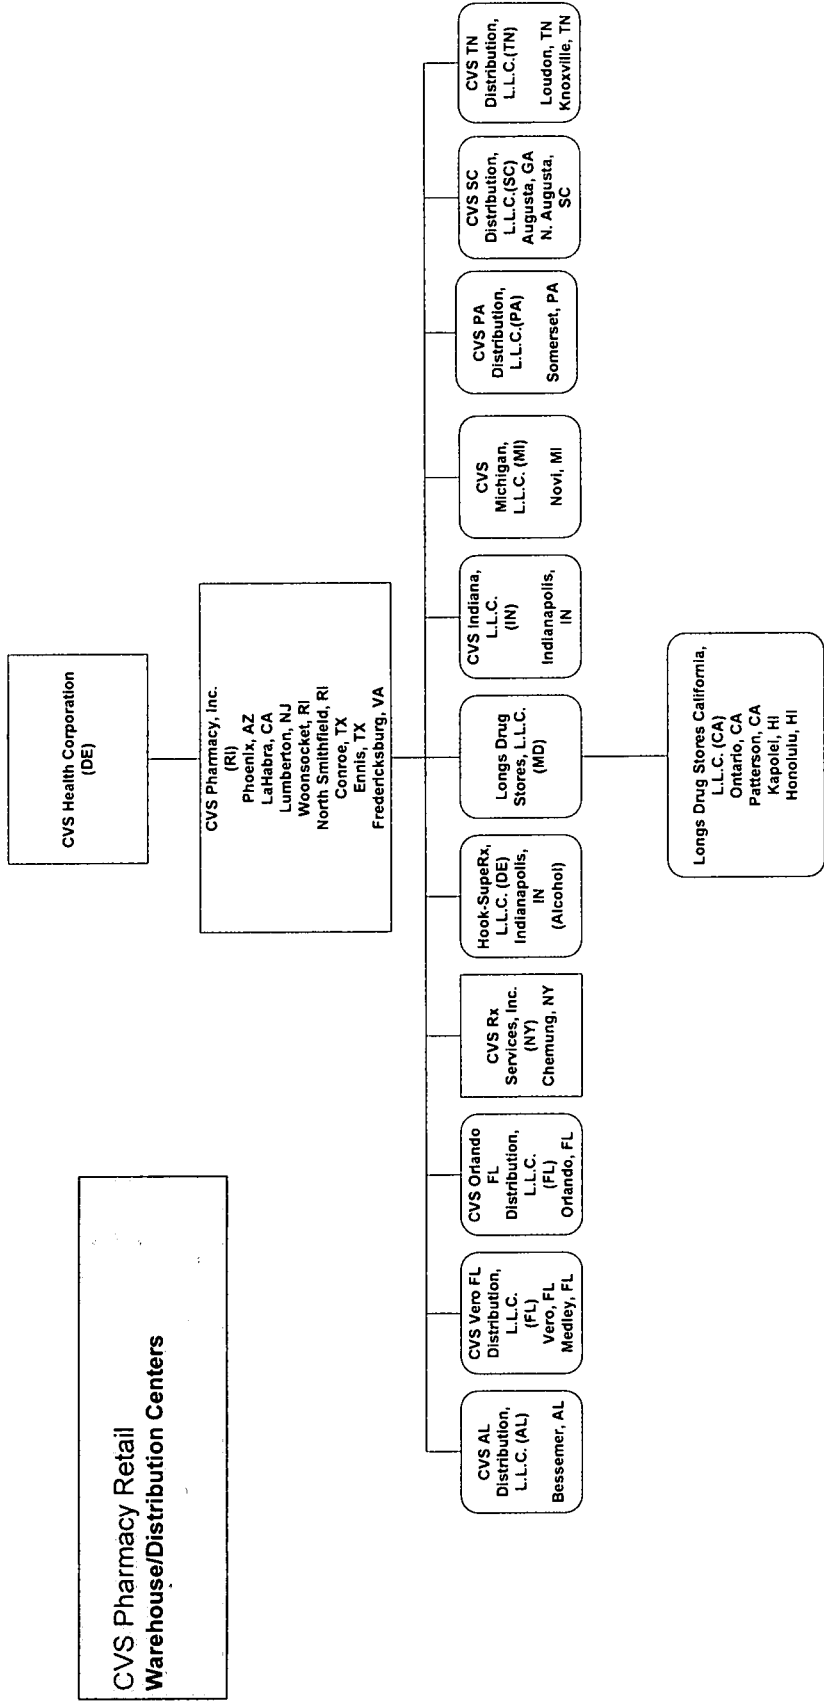 CVS Pharmacy Retail
Warehouse/Distribution Centers
CVS Health Corporation
(DE)
CVS Pharmacy, Inc.
(RI)
Phoenix, AZ
LaHabra, CA
Lumberton, NJ
Woonsocket, RI
North Smithfield, RI
Conroe, TX
Ennis, TX
Fredericksburg, VA
CVS AL
Distribution,
L.L.C. (AL)
Bessemer, AL
CVS Vero FL
Distribution,
L.L.C.
(FL)
Vero, FL
Medley, FL
CVS Orlando
FL
Distribution,
L.L.C.
(FL)
Orlando, FL
CVS Rx
Services, Inc.
(NY)
Chemung, NY
Hook-SupeRx,
L.L.C. (DE)
Indianapolis,
IN
(Alcohol)
Longs Drug
Stores, L.L.C.
(MD)
CVS Indiana,
L.L.C.
(IN)
Indianapolis,
IN
CVS
Michigan,
L.L.C. (MI)
Novi, MI
CVS PA
Distribution,
L.L.C.(PA)
Somerset, PA
CVS SC
Distribution,
L.L.C.(SC)
Augusta, GA
N. Augusta,
SC
CVS TN
Distribution,
L.L.C.(TN)
Loudon, TN
Knoxville, TN
Longs Drug Stores California,
L.L.C. (CA)
Ontario, CA
Patterson, CA
Kapolei, HI
Honolulu, HI